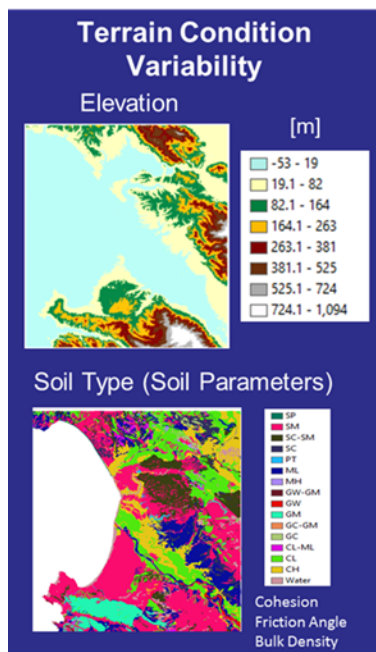 Terrain Condition
Variability
Elevation
[m]
-53 - 19
19.1 - 82
82.1 - 164
164.1 - 263
263.1 - 381
381.1 - 525
525.1 - 724
724.1 - 1,094
Soil Type (Soil Parameters)
SP
SM
SC-SM
SC
PT
ML
MH
GW-GM
GW
GM
GC-GM
GC
CL-ML
CL
CH
Water
Cohesion
Friction Angle
Bulk Density